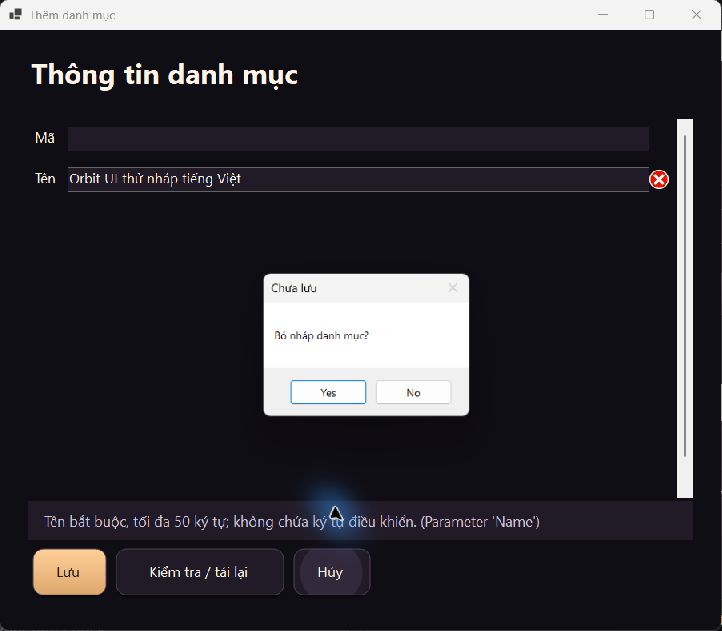 Thêm danh mục
Thông tin danh mục
Mã
Tên
Orbit UI thử nháp tiếng Việt
Chưa lưu
Bỏ nháp danh mục?
Yes
No
Tên bắt buộc, tối đa 50 ký tự; không chứa ký tự điều khiển. (Parameter 'Name')
Lưu
Kiểm tra / tải lại
Hủy